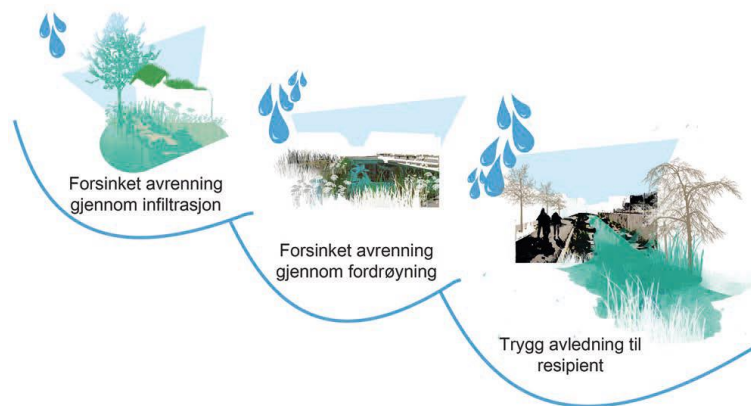 Forsinket avrenning
gjennom infiltrasjon
Forsinket avrenning
gjennom fordrøyning
Trygg avledning til
resipient